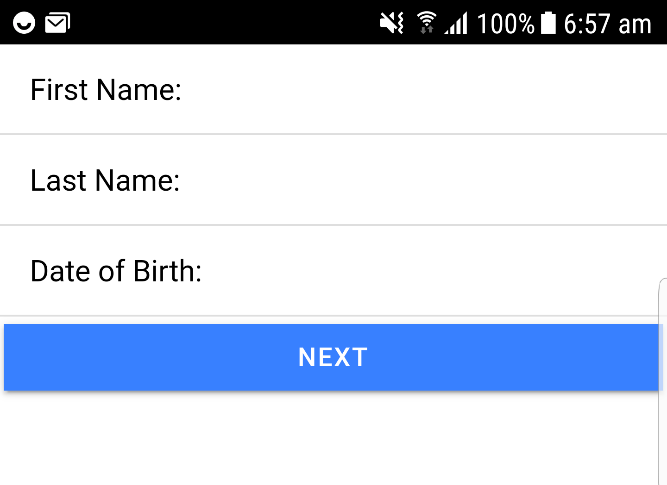 100% 6:57 am
First Name:
Last Name:
Date of Birth:
NEXT